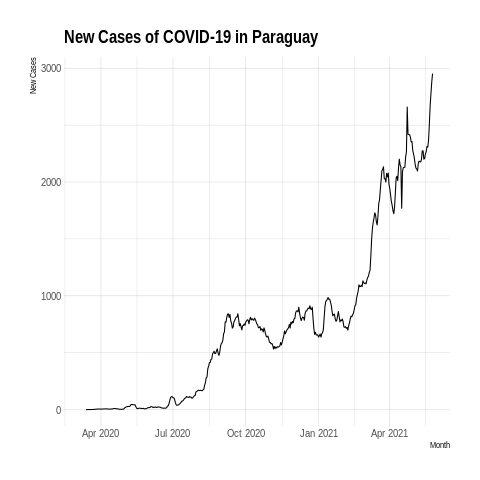 New Cases of COVID-19 in Paraguay
New Cases
3000
2000
1000
0
Apr 2020 Jul 2020 Oct 2020 Jan 2021 Apr 2021
Month